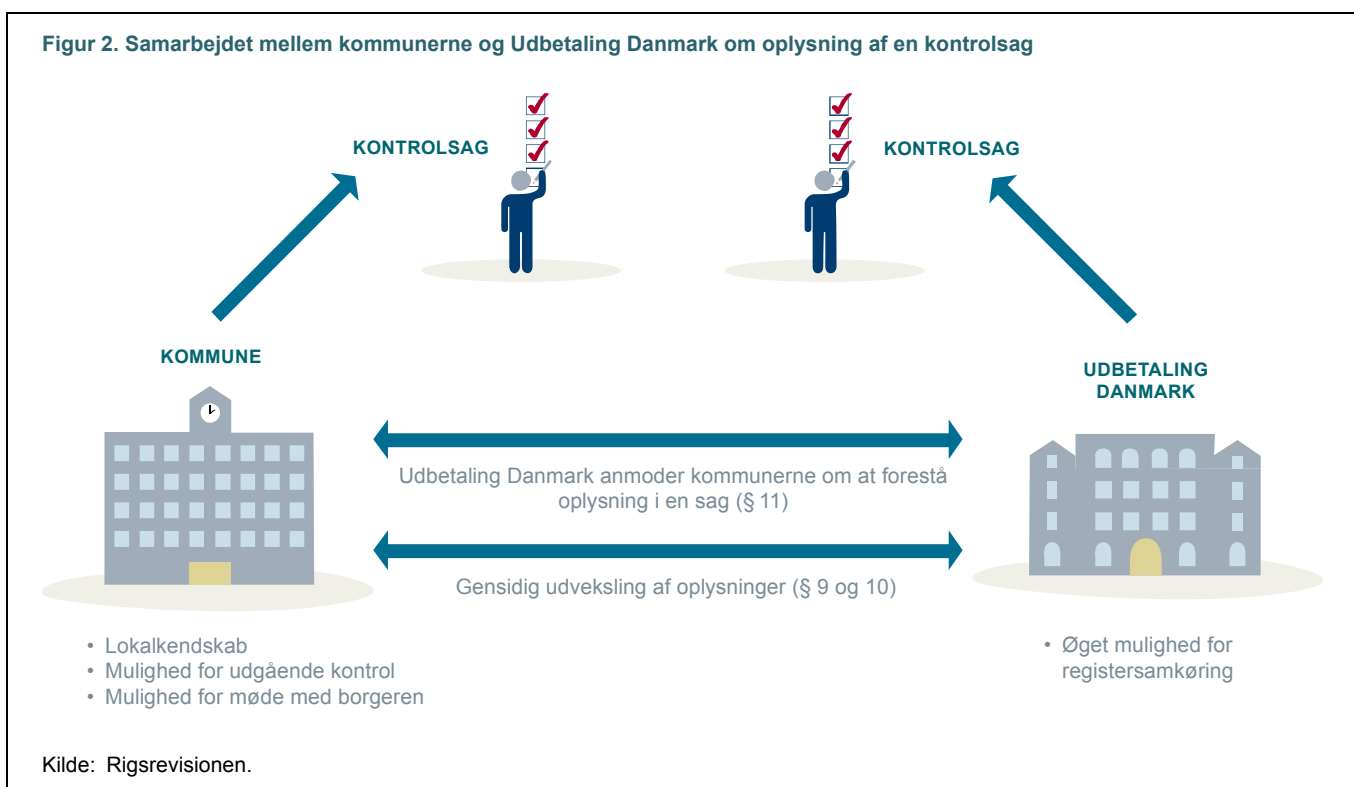 Figur 2. Samarbejdet mellem kommunerne og Udbetaling Danmark om oplysning af en kontrolsag
KONTROLSAG
KONTROLSAG
KOMMUNE
UDBETALING
DANMARK
Udbetaling Danmark anmoder kommunerne om at forestå
oplysning i en sag (§ 11)
Gensidig udveksling af oplysninger (§ 9 og 10)
• Lokalkendskab
• Mulighed for udgående kontrol
• Mulighed for møde med borgeren
• Øget mulighed for
registersamkøring
Kilde: Rigsrevisionen.